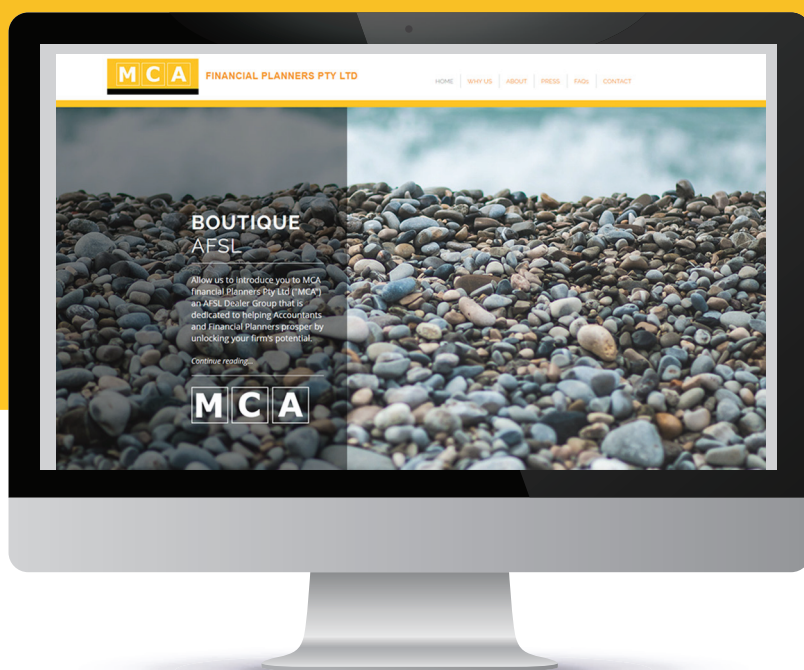 MCA FINANCIAL PLANNERS PTY LTD
HOME WHY US ABOUT PRESS FAQs CONTACT
BOUTIQUE
AFSL
Allow us to introduce you to MCA
Financial Planners Pty Ltd ("MCA")
an AFSL Dealer Group that is
dedicated to helping Accountants
and Financial Planners prosper by
unlocking your firm's potential.
Continue reading...
MCA